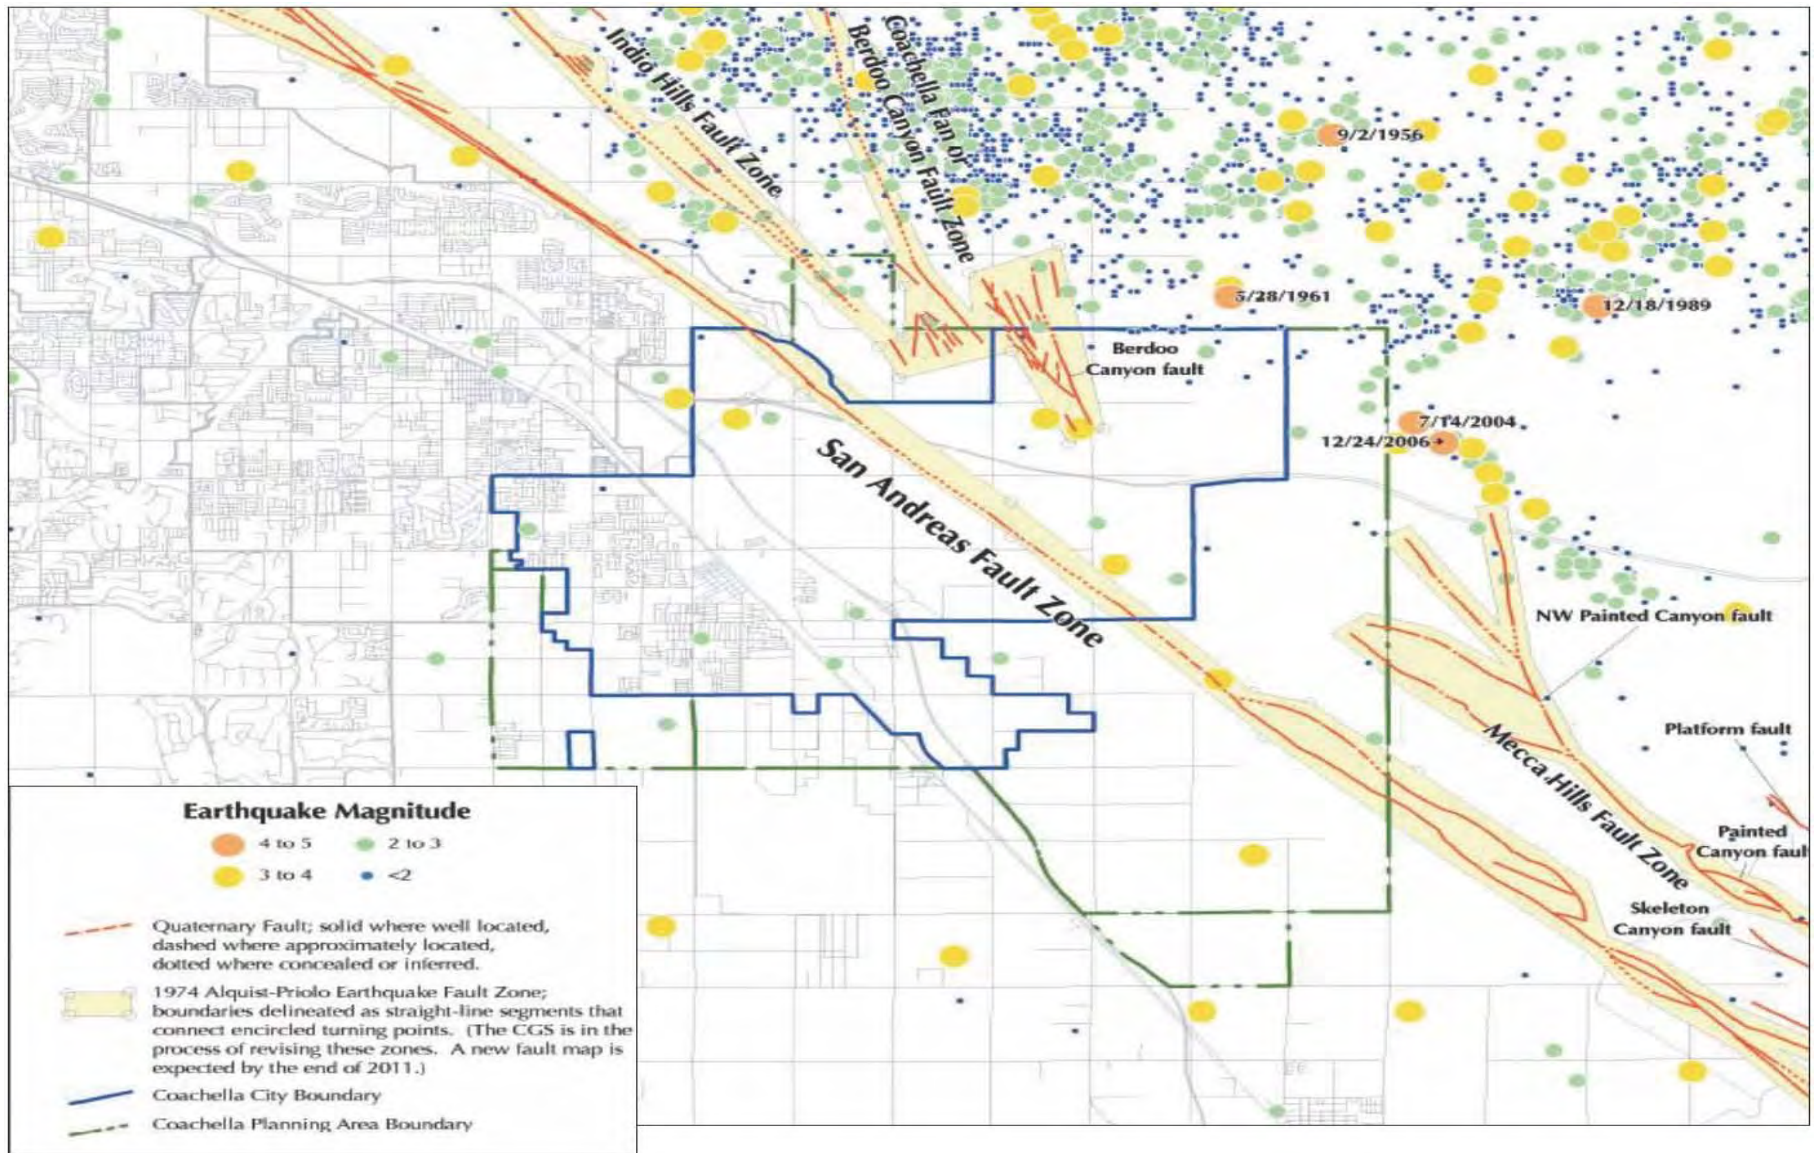 Indio Hills Fault Zone
Coachella Fan or
Berdoo Canyon Fault Zone
9/2/1956
5/28/1961
12/18/1989
Berdoo
Canyon fault
7/14/2004
12/24/2006
San Andreas Fault Zone
NW Painted Canyon fault
Platform fault
Mecca Hills Fault Zone
Painted
Canyon faul
Skeleton
Canyon fault
Earthquake Magnitude
4 to 5
2 to 3
3 to 4
<2
Quaternary Fault; solid where well located,
dashed where approximately located,
dotted where concealed or inferred.
1974 Alquist-Priolo Earthquake Fault Zone;
boundaries delineated as straight-line segments that
connect encircled turning points. (The CGS is in the
process of revising these zones. A new fault map is
expected by the end of 2011.)
Coachella City Boundary
Coachella Planning Area Boundary